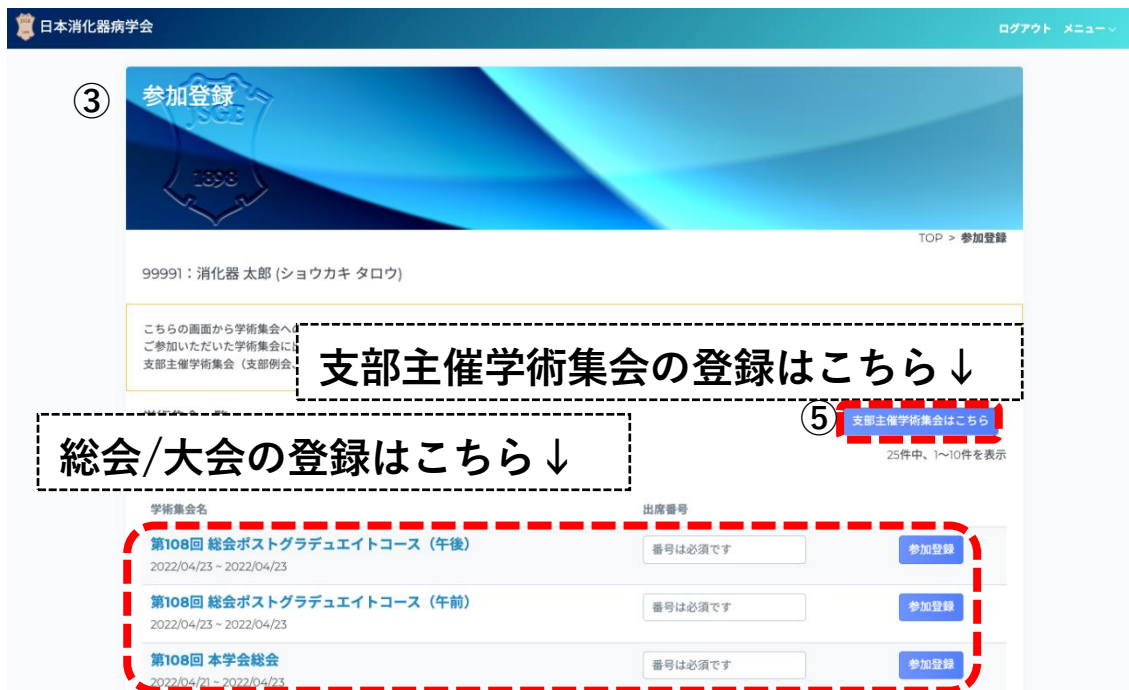 日本消化器病学会
ログアウト メニュー
③
参加登録
JSGE
1898
TOP > 参加登録
99991：消化器 太郎 (ショウカキ タロウ)
こちらの画面から学術集会への
ご参加いただいた学術集会に
支部主催学術集会（支部例会、
支部主催学術集会の登録はこちら↓
⑤ 支部主催学術集会はこちら
総会/大会の登録はこちら↓
25件中、1〜10件を表示
学術集会名 出席番号
第108回 総会ポストグラデュエイトコース（午後） 番号は必須です 参加登録
2022/04/23 ~ 2022/04/23
第108回 総会ポストグラデュエイトコース（午前） 番号は必須です 参加登録
2022/04/23 ~ 2022/04/23
第108回 本学会総会 番号は必須です 参加登録
2022/04/21 ~ 2022/04/23